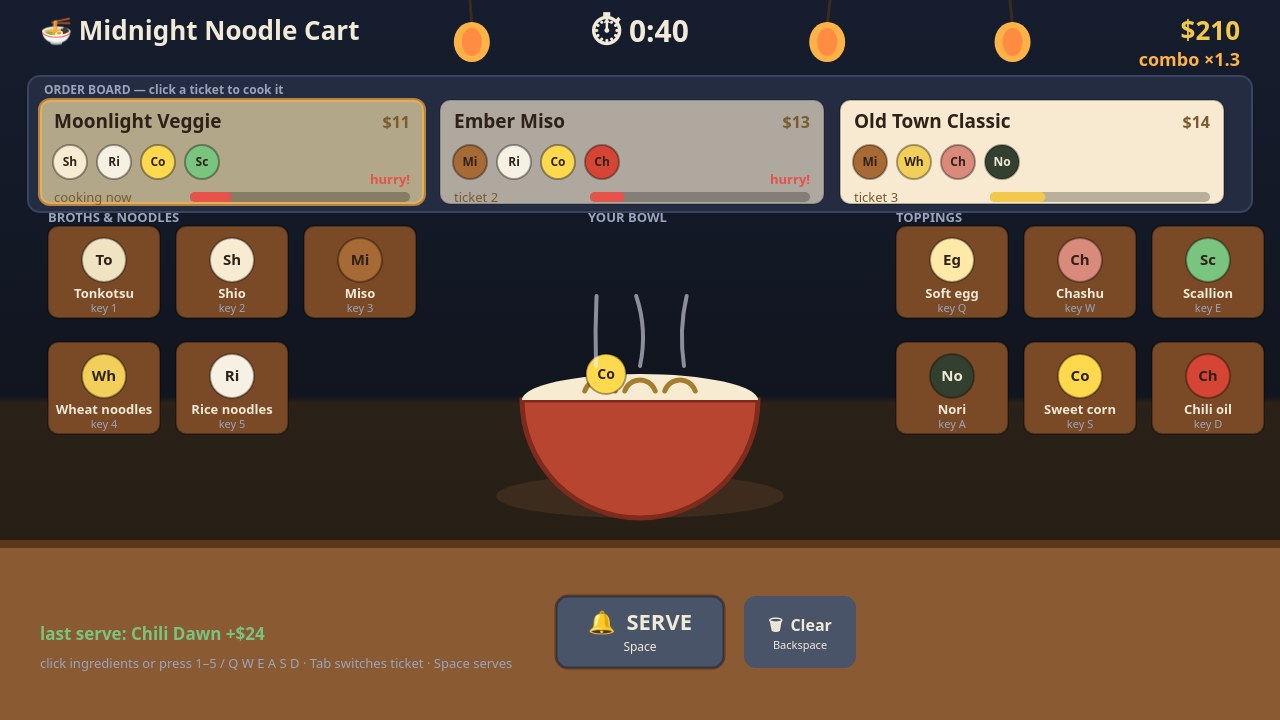 🍜 Midnight Noodle Cart
⏱ 0:40
$210
combo ×1.3
ORDER BOARD — click a ticket to cook it
Moonlight Veggie $11
Sh Ri Co Sc
hurry!
cooking now
Ember Miso $13
Mi Ri Co Ch
hurry!
ticket 2
Old Town Classic $14
Mi Wh Ch No
ticket 3
BROTHS & NOODLES
To
Tonkotsu
key 1
Sh
Shio
key 2
Mi
Miso
key 3
Wh
Wheat noodles
key 4
Ri
Rice noodles
key 5
YOUR BOWL
Co
TOPPINGS
Eg
Soft egg
key Q
Ch
Chashu
key W
Sc
Scallion
key E
No
Nori
key A
Co
Sweet corn
key S
Ch
Chili oil
key D
last serve: Chili Dawn +$24
click ingredients or press 1–5 / Q W E A S D · Tab switches ticket · Space serves
🔔 SERVE
Space
🗑 Clear
Backspace